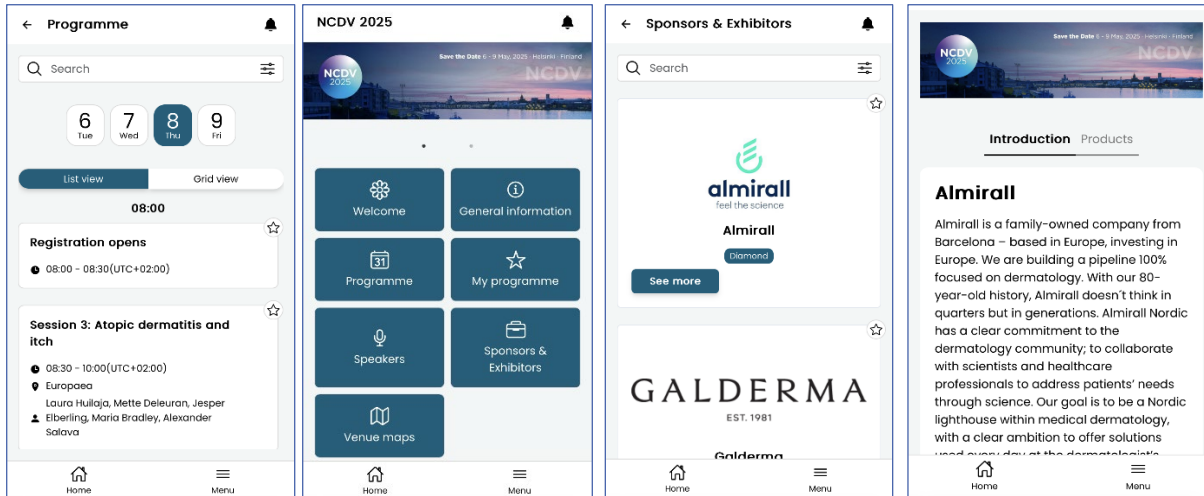 Programme
Search
6
Tue
7
Wed
8
Thu
9
Fri
List view
Grid view
08:00
Registration opens
08:00 - 08:30(UTC+02:00)
Session 3: Atopic dermatitis and
itch
08:30 - 10:00(UTC+02:00)
Europaea
Laura Huilaja, Mette Deleuran, Jesper
Elberling, Maria Bradley, Alexander
Salava
Home
Menu
NCDV 2025
NCDV
2025
Save the Date 6 - 9 May, 2025 · Helsinki - Finland
NCDV
Welcome
General information
31
Programme
My programme
Speakers
Sponsors &
Exhibitors
Venue maps
Home
Menu
Sponsors & Exhibitors
Search
almirall
feel the science
Almirall
Diamond
See more
GALDERMA
EST. 1981
Galderma
Home
Menu
NCDV
2025
Save the Date 6 - 9 May, 2025 · Helsinki - Finland
NCDV
Introduction
Products
Almirall
Almirall is a family-owned company from
Barcelona – based in Europe, investing in
Europe. We are building a pipeline 100%
focused on dermatology. With our 80-
year-old history, Almirall doesn´t think in
quarters but in generations. Almirall Nordic
has a clear commitment to the
dermatology community; to collaborate
with scientists and healthcare
professionals to address patients’ needs
through science. Our goal is to be a Nordic
lighthouse within medical dermatology,
with a clear ambition to offer solutions
used every day at the dermatologist’s
Home
Menu